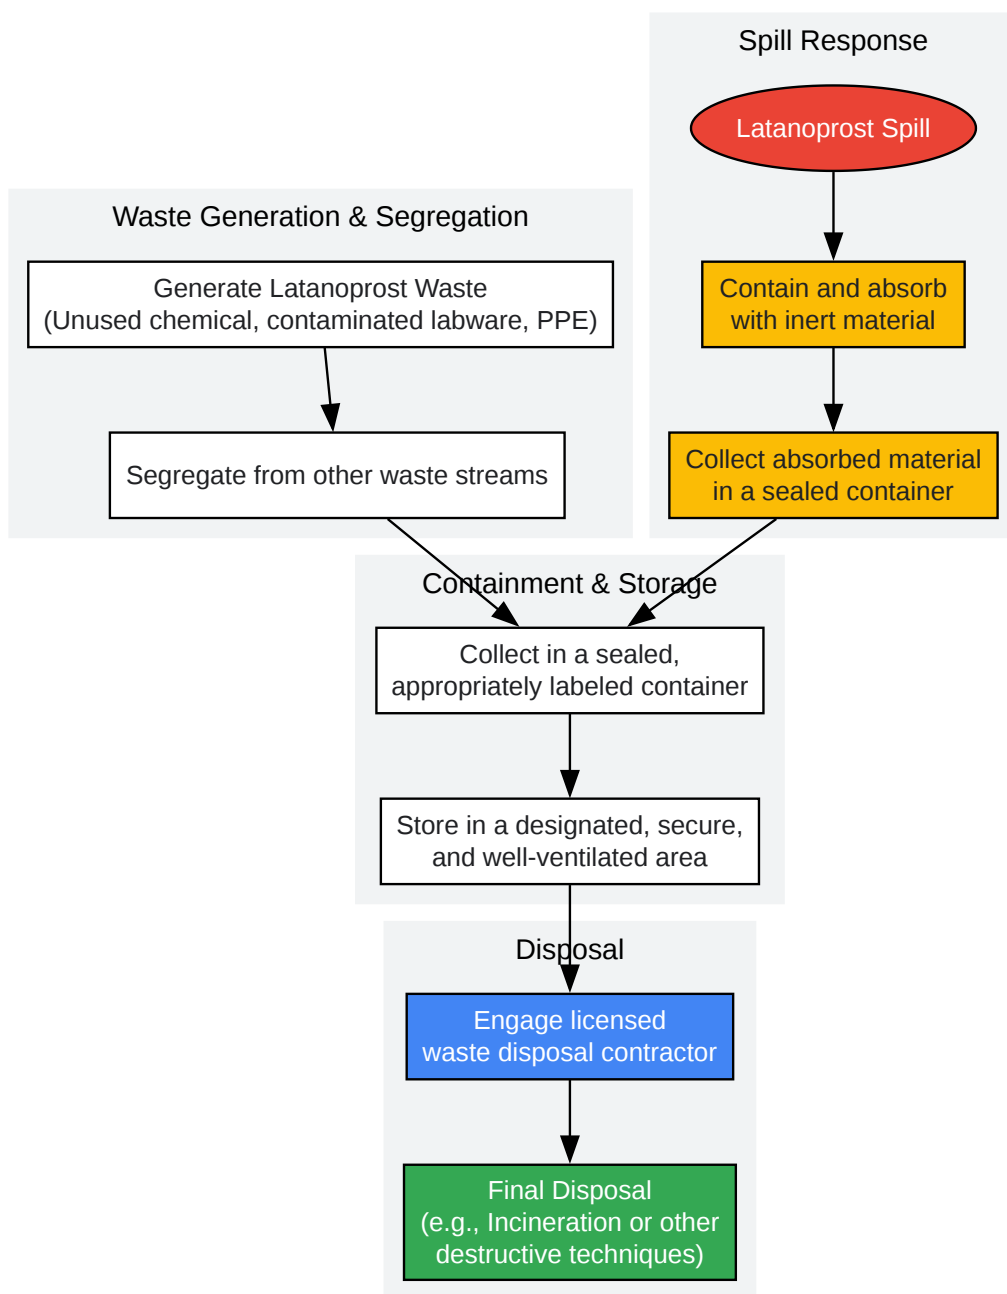 Spill Response
Latanoprost Spill
Waste Generation & Segregation
Generate Latanoprost Waste
(Unused chemical, contaminated labware, PPE)
Contain and absorb
with inert material
Segregate from other waste streams
Collect absorbed material
in a sealed container
Containment & Storage
Collect in a sealed,
appropriately labeled container
Store in a designated, secure,
and well-ventilated area
Disposal
Engage licensed
waste disposal contractor
Final Disposal
(e.g., Incineration or other
destructive techniques)